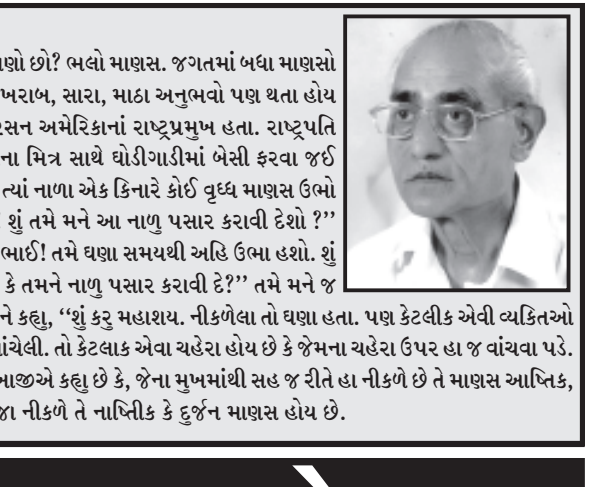 ણો છો? ભલો માણસ. જગતમાં બધા માણસો
ખરાબ, સારા, માઠા અનુભવો પણ થતા હોય
રસન અમેરિકાનાં રાષ્ટ્રપ્રમુખ હતા. રાષ્ટ્રપતિ
ના મિત્ર સાથે ઘોડીગાડીમાં બેસી ફરવા જઈ
ત્યાં નાળા એક કિનારે કોઈ વૃધ્ધ માણસ ઉભો
! શું તમે મને આ નાળુ પસાર કરાવી દેશો ?''
ભાઈ! તમે ઘણા સમયથી અહિ ઉભા હશો. શું
કે તમને નાળુ પસાર કરાવી દે?'' તમે મને જ
ને કહ્યુ, ''શું કરુ મહાશય. નીકળેલા તો ઘણા હતા. પણ કેટલીક એવી વ્યકિતઓ
વાંચેલી. તો કેટલાક એવા ચહેરા હોય છે કે જેમના ચહેરા ઉપર હા જ વાંચવા પડે.
આજીએ કહ્યુ છે કે, જેના મુખમાંથી સહ જ રીતે હા નીકળે છે તે માણસ આષ્તિક,
જા નીકળે તે નાષ્તિીક કે દુર્જન માણસ હોય છે.